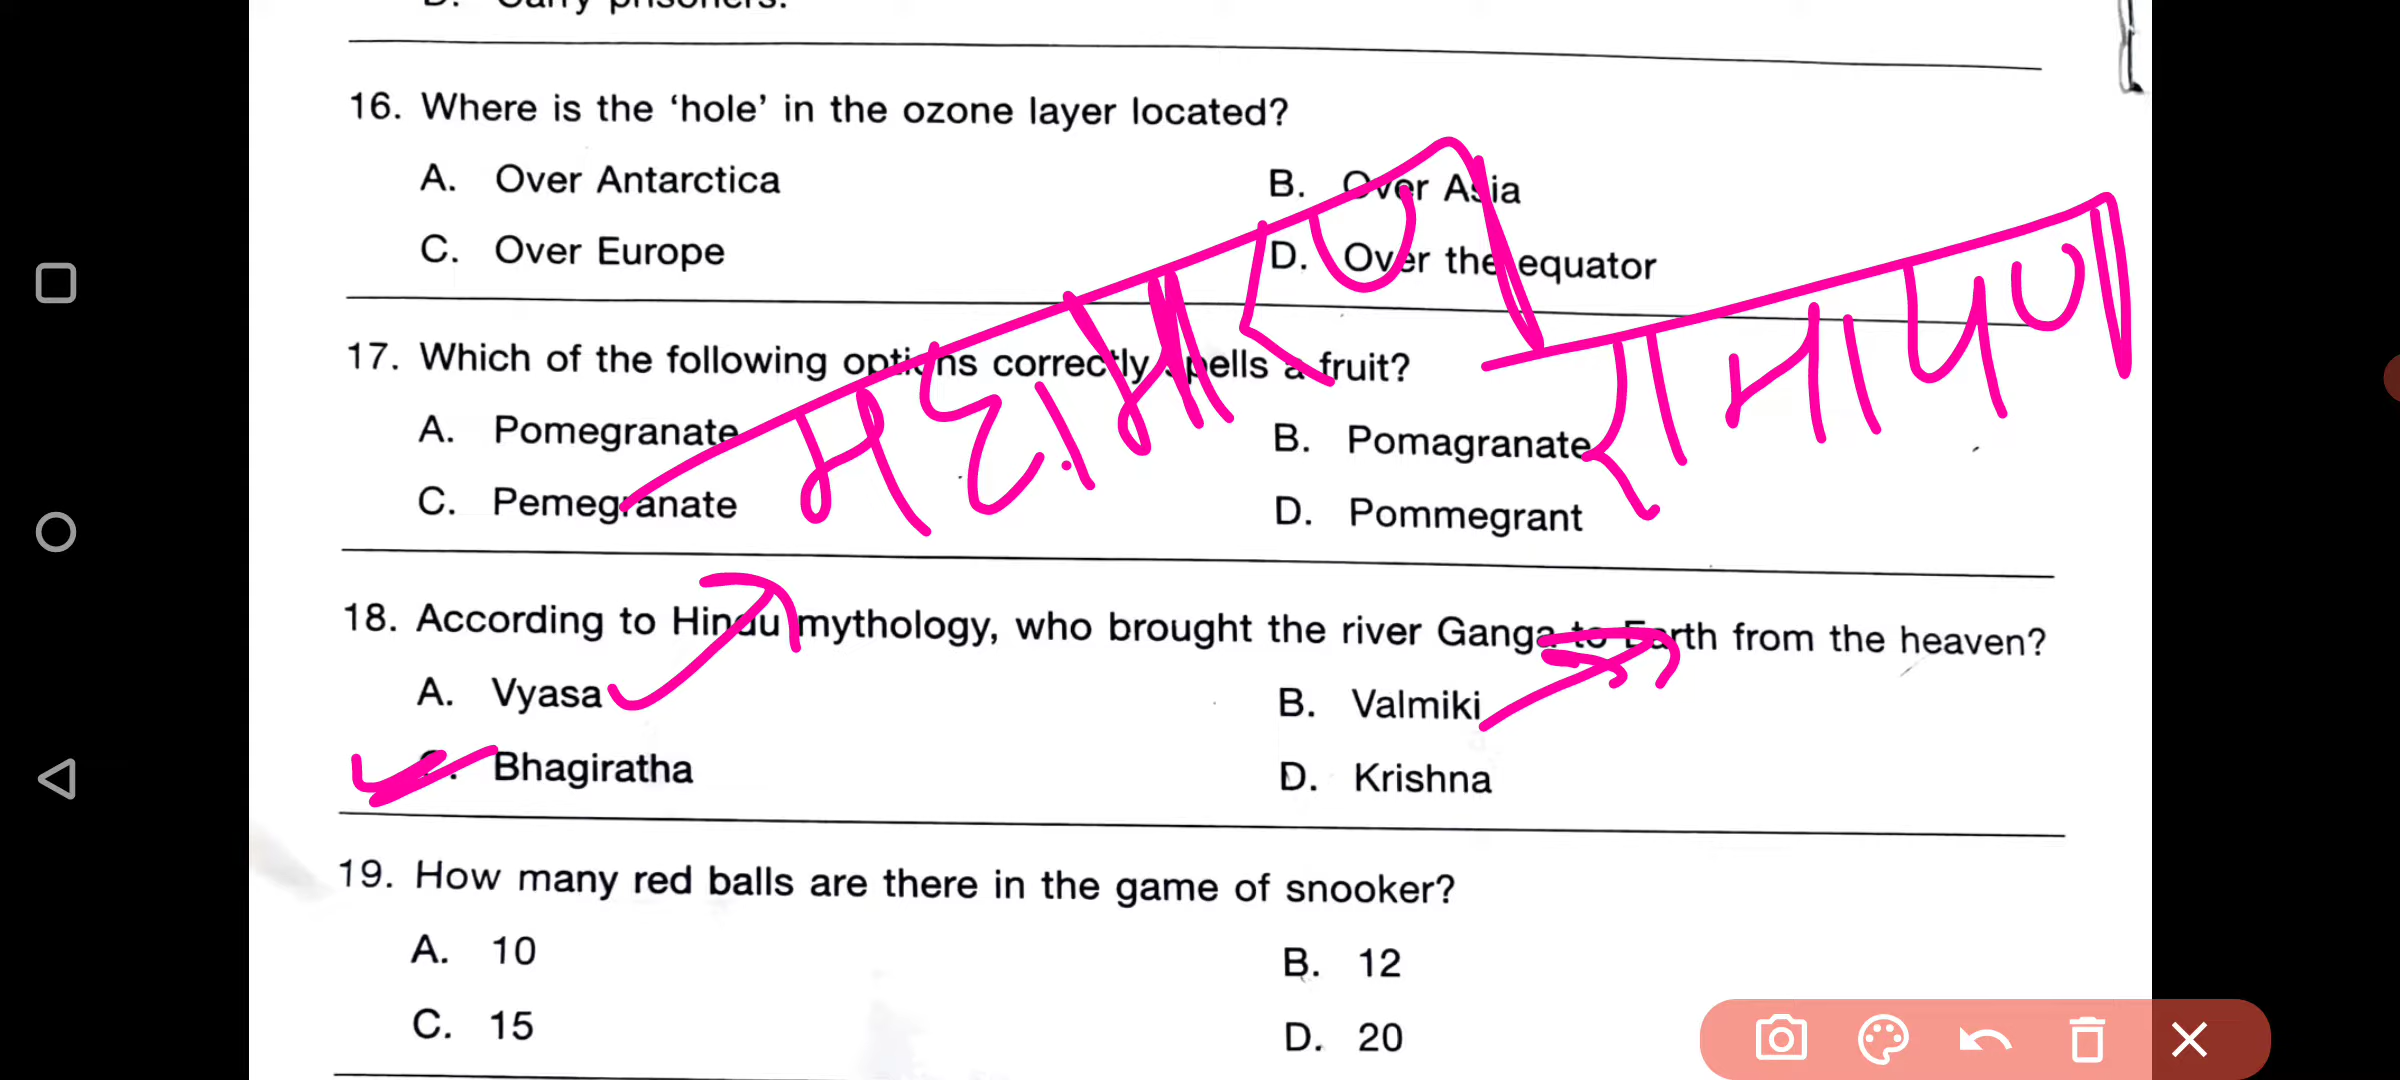 16. Where is the ‘hole’ in the ozone layer located?
A. Over Antarctica
B. Over Asia
C. Over Europe
D. Over the equator
17. Which of the following options correctly spells a fruit?
A. Pomegranate
B. Pomagranate
C. Pemegranate
D. Pommegrant
महाभारत
रामायण
18. According to Hindu mythology, who brought the river Ganga to Earth from the heaven?
A. Vyasa
B. Valmiki
C. Bhagiratha
D. Krishna
19. How many red balls are there in the game of snooker?
A. 10
B. 12
C. 15
D. 20